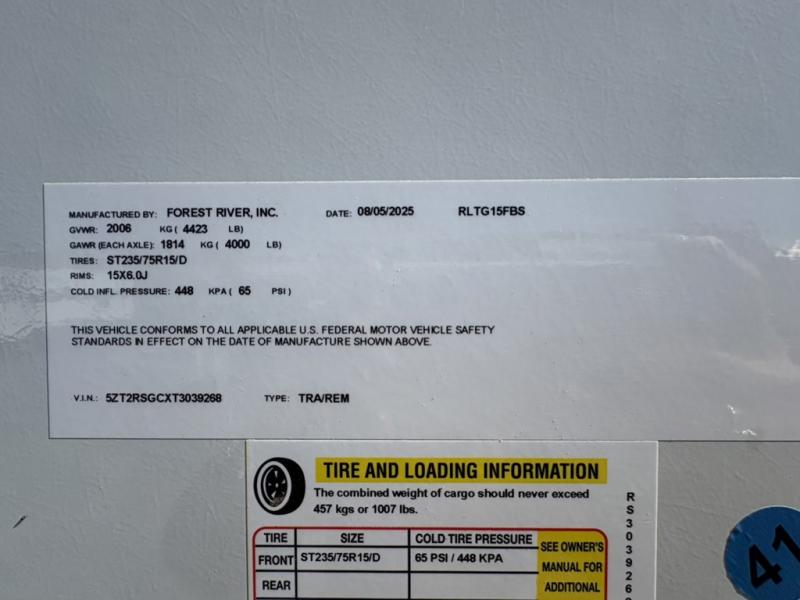 MANUFACTURED BY: FOREST RIVER, INC. DATE: 08/05/2025 RLTG15FBS
GVWR: 2006 KG ( 4423 LB)
GAWR (EACH AXLE): 1814 KG ( 4000 LB)
TIRES: ST235/75R15/D
RIMS: 15X6.0J
COLD INFL. PRESSURE: 448 KPA ( 65 PSI )
THIS VEHICLE CONFORMS TO ALL APPLICABLE U.S. FEDERAL MOTOR VEHICLE SAFETY
STANDARDS IN EFFECT ON THE DATE OF MANUFACTURE SHOWN ABOVE.
V.I.N.: 5ZT2RSGCXT3039268 TYPE: TRA/REM
TIRE AND LOADING INFORMATION
The combined weight of cargo should never exceed
457 kgs or 1007 lbs.
TIRE SIZE COLD TIRE PRESSURE
FRONT ST235/75R15/D 65 PSI / 448 KPA
REAR
SEE OWNER'S
MANUAL FOR
ADDITIONAL
RS303926
41